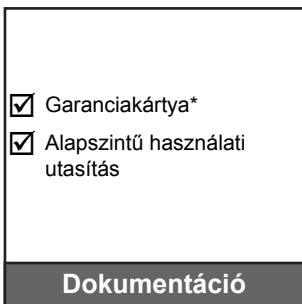 Garanciakártya*
Alapszintű használati
utasítás
Dokumentáció